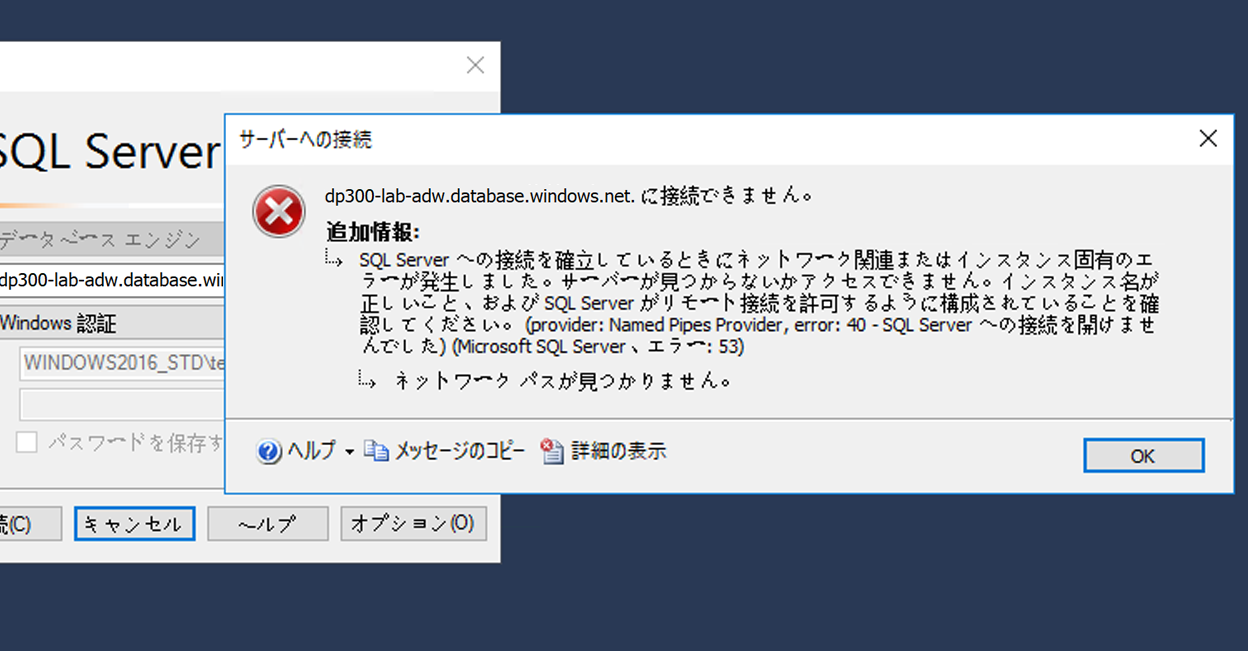 SQL Server
サーバーへの接続
dp300-lab-adw.database.windows.net. に接続できません。
追加情報:
SQL Server への接続を確立しているときにネットワーク関連またはインスタンス固有のエ
ラーが発生しました。サーバーが見つからないかアクセスできません。インスタンス名が
正しいこと、および SQL Server がリモート接続を許可するように構成されていることを確
認してください。 (provider: Named Pipes Provider, error: 40 - SQL Server への接続を開けませ
んでした) (Microsoft SQL Server、エラー: 53)
ネットワーク パスが見つかりません。
ヘルプ
メッセージのコピー
詳細の表示
OK
データベース エンジン
dp300-lab-adw.database.wi
Windows 認証
WINDOWS2016_STD\te
パスワードを保存す
続(C)
キャンセル
ヘルプ
オプション(O)